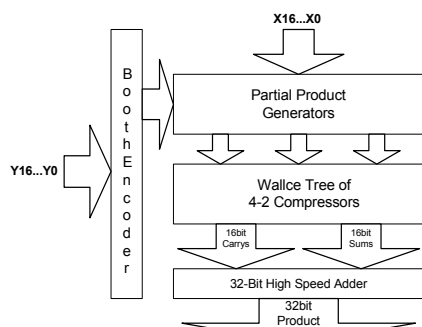 X16...X0
BoothEncoder
Partial Product
Generators
Y16...Y0
Wallce Tree of
4-2 Compressors
16bit
Carrys
16bit
Sums
32-Bit High Speed Adder
32bit
Product